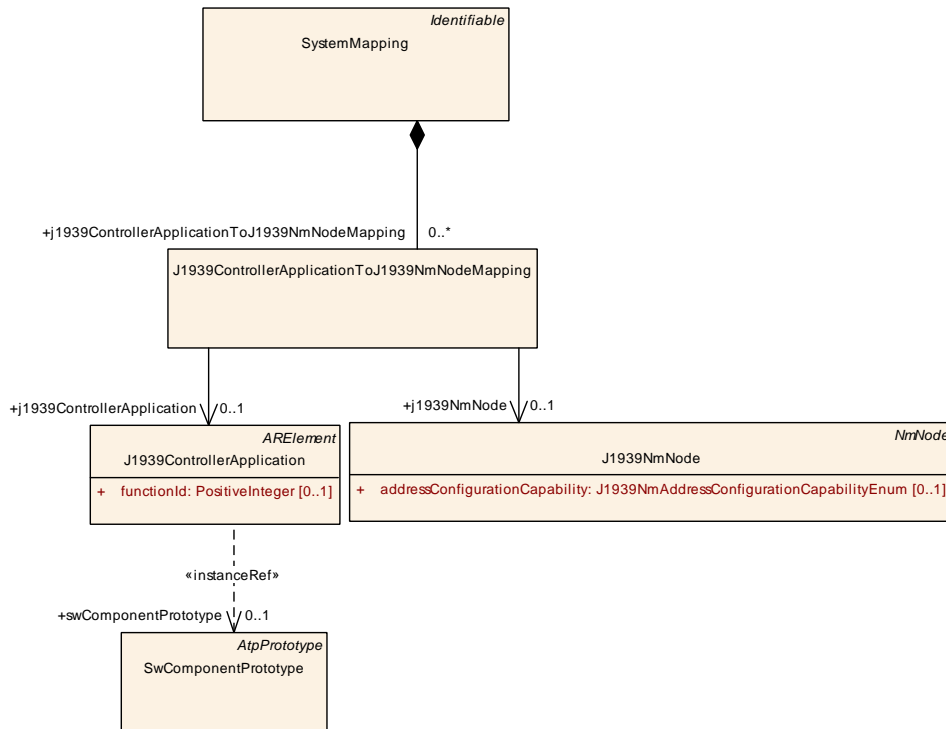 Identifiable
SystemMapping
+j1939ControllerApplicationToJ1939NmNodeMapping 0..*
J1939ControllerApplicationToJ1939NmNodeMapping
+j1939ControllerApplication 0..1
+j1939NmNode 0..1
ARElement
J1939ControllerApplication
+ functionId: PositiveInteger [0..1]
NmNode
J1939NmNode
+ addressConfigurationCapability: J1939NmAddressConfigurationCapabilityEnum [0..1]
«instanceRef»
+swComponentPrototype 0..1
AtpPrototype
SwComponentPrototype